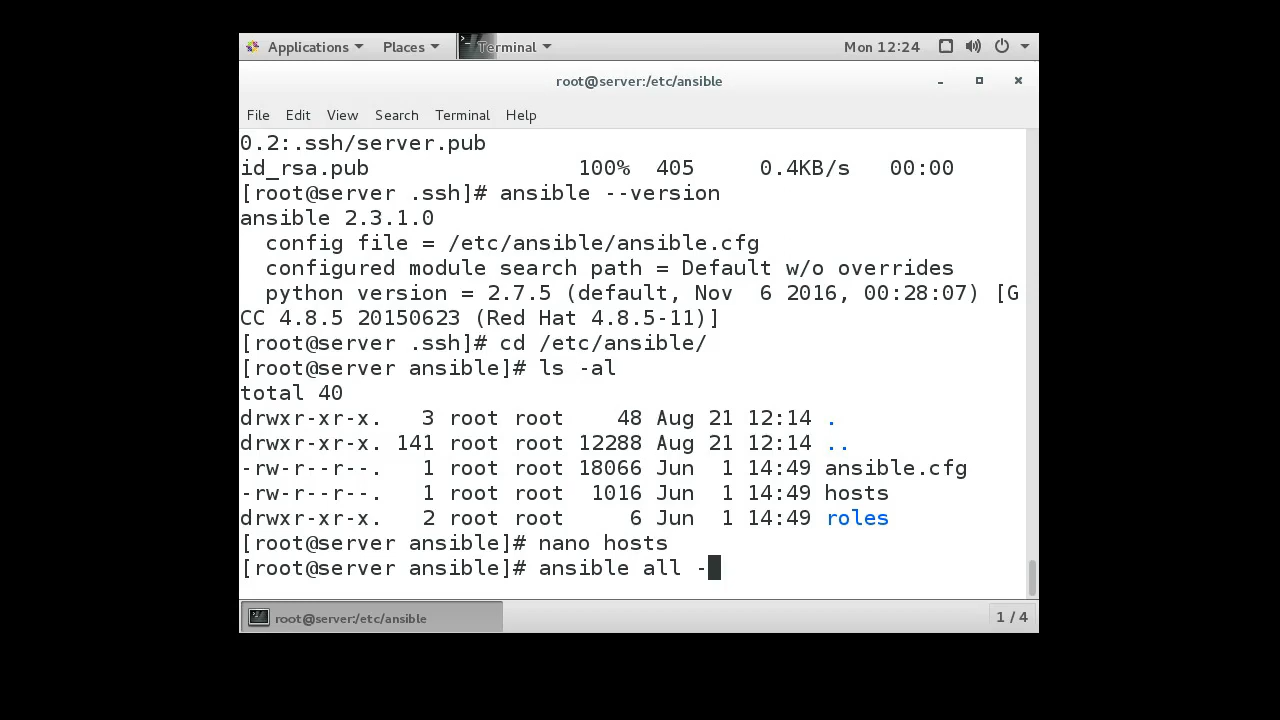 Applications Places Terminal Mon 12:24
root@server:/etc/ansible
File Edit View Search Terminal Help
0.2:.ssh/server.pub
id_rsa.pub 100% 405 0.4KB/s 00:00
[root@server .ssh]# ansible --version
ansible 2.3.1.0
config file = /etc/ansible/ansible.cfg
configured module search path = Default w/o overrides
python version = 2.7.5 (default, Nov  6 2016, 00:28:07) [G
CC 4.8.5 20150623 (Red Hat 4.8.5-11)]
[root@server .ssh]# cd /etc/ansible/
[root@server ansible]# ls -al
total 40
drwxr-xr-x.   3 root root    48 Aug 21 12:14 .
drwxr-xr-x. 141 root root 12288 Aug 21 12:14 ..
-rw-r--r--.   1 root root 18066 Jun  1 14:49 ansible.cfg
-rw-r--r--.   1 root root  1016 Jun  1 14:49 hosts
drwxr-xr-x.   2 root root     6 Jun  1 14:49 roles
[root@server ansible]# nano hosts
[root@server ansible]# ansible all -
root@server:/etc/ansible 1 / 4